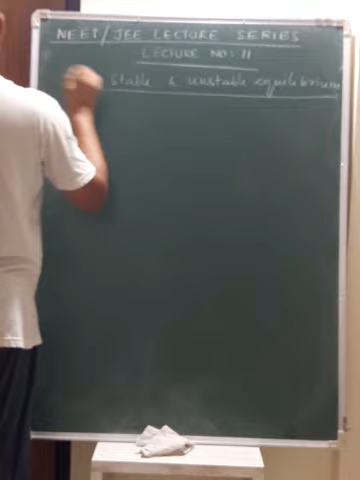 NEET/JEE LECTURE SERIES
LECTURE NO: 11
Stable & unstable equilibrium